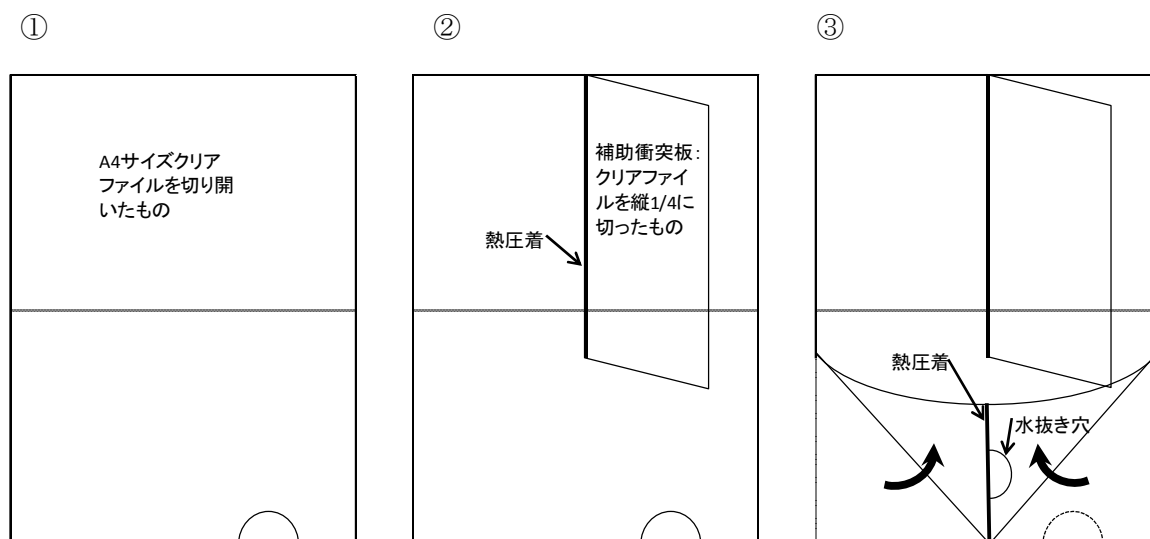 ①
②
③
A4サイズクリア
ファイルを切り開
いたもの
補助衝突板：
クリアファイ
ルを縦1/4に
切ったもの
熱圧着
熱圧着
水抜き穴